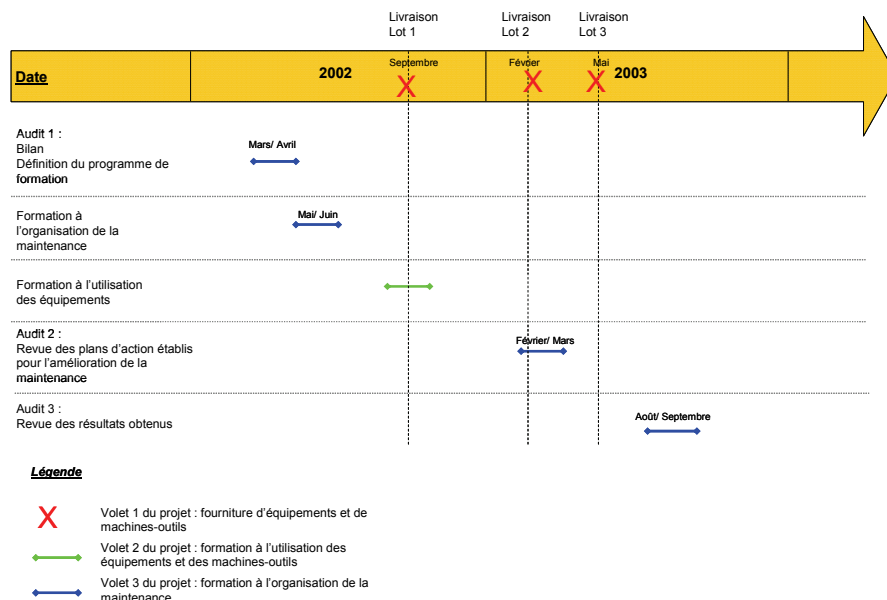 Livraison
Lot 1
Livraison
Lot 2
Livraison
Lot 3
Date
2002
Septembre
Février
Mai
2003
Audit 1 :
Bilan
Définition du programme de
formation
Mars/ Avril
Formation à
l'organisation de la
maintenance
Mai/ Juin
Formation à l'utilisation
des équipements
Audit 2 :
Revue des plans d'action établis
pour l'amélioration de la
maintenance
Février/ Mars
Audit 3 :
Revue des résultats obtenus
Août/ Septembre
Légende
X
Volet 1 du projet : fourniture d'équipements et de
machines-outils
Volet 2 du projet : formation à l'utilisation des
équipements et des machines-outils
Volet 3 du projet : formation à l'organisation de la
maintenance